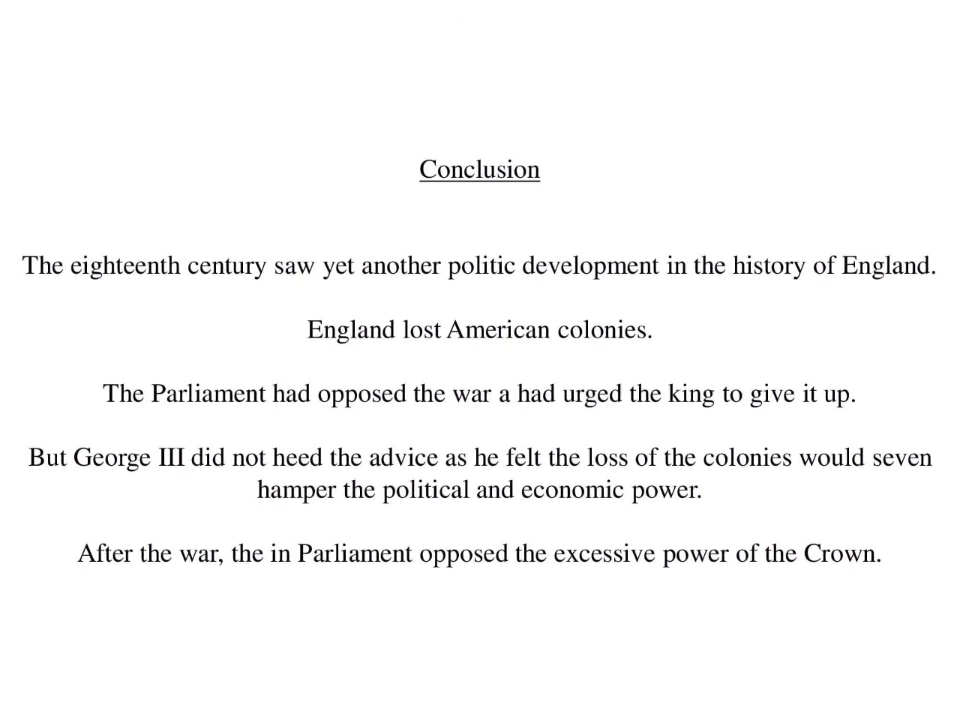 Conclusion
The eighteenth century saw yet another politic development in the history of England.
England lost American colonies.
The Parliament had opposed the war a had urged the king to give it up.
But George III did not heed the advice as he felt the loss of the colonies would seven
hamper the political and economic power.
After the war, the in Parliament opposed the excessive power of the Crown.